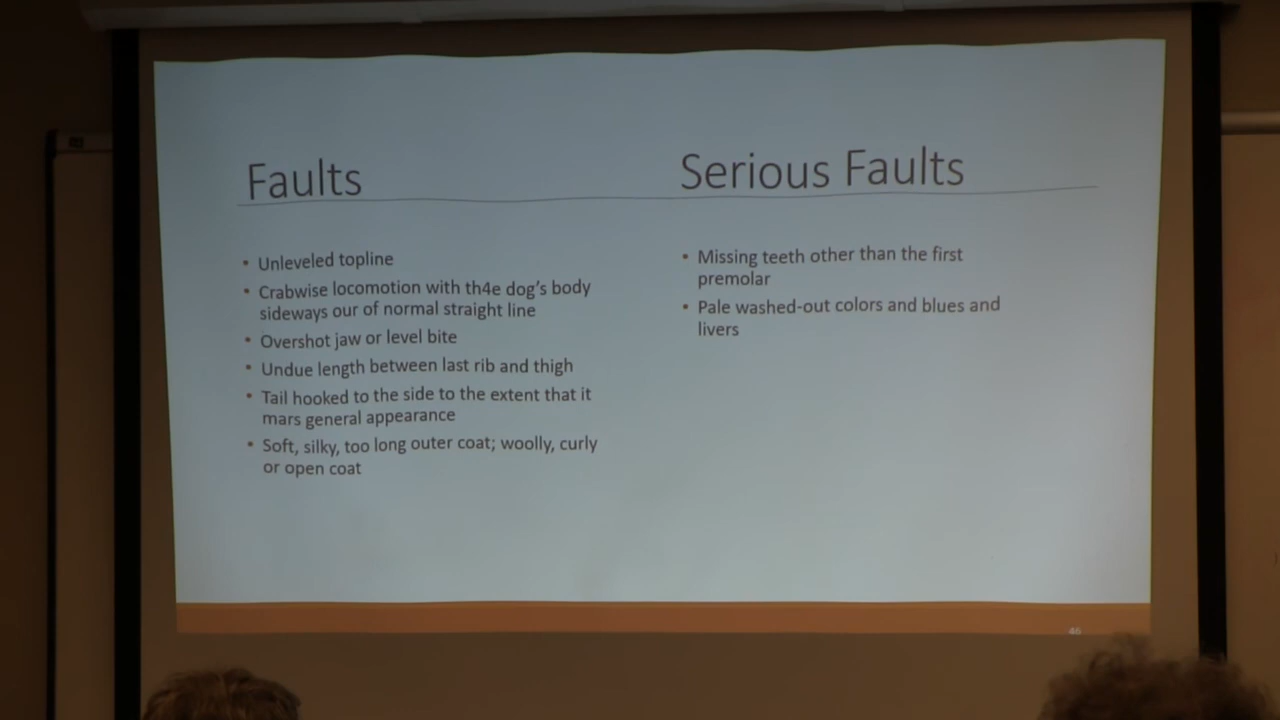 Faults
• Unleveled topline
• Crabwise locomotion with th4e dog's body
sideways our of normal straight line
• Overshot jaw or level bite
• Undue length between last rib and thigh
• Tail hooked to the side to the extent that it
mars general appearance
• Soft, silky, too long outer coat; woolly, curly
or open coat
Serious Faults
• Missing teeth other than the first
premolar
• Pale washed-out colors and blues and
livers
46